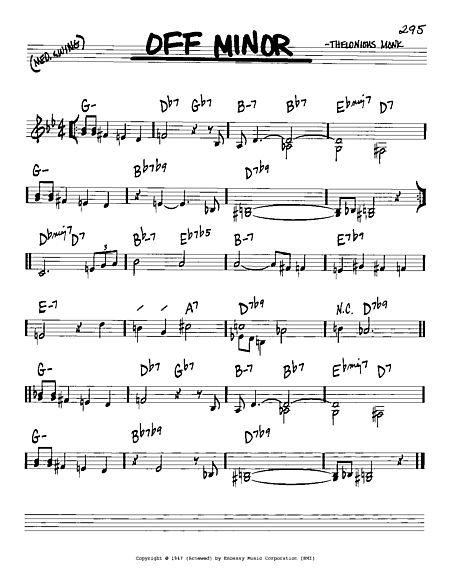 295
(MED. SWING) OFF MINOR -THELONIOUS MONK
G- Db7 Gb7 B-7 Bb7 Ebmaj7 D7
G- Bb7b9 D7b9
Dbmaj7 D7 Bb-7 Eb7b5 B-7 E7b9
3
E-7 A7 D7b9 N.C. D7b9
G- Db7 Gb7 B-7 Bb7 Ebmaj7 D7
G- Bb7b9 D7b9
Copyright © 1947 (Renewed) by Embassy Music Corporation (BMI)